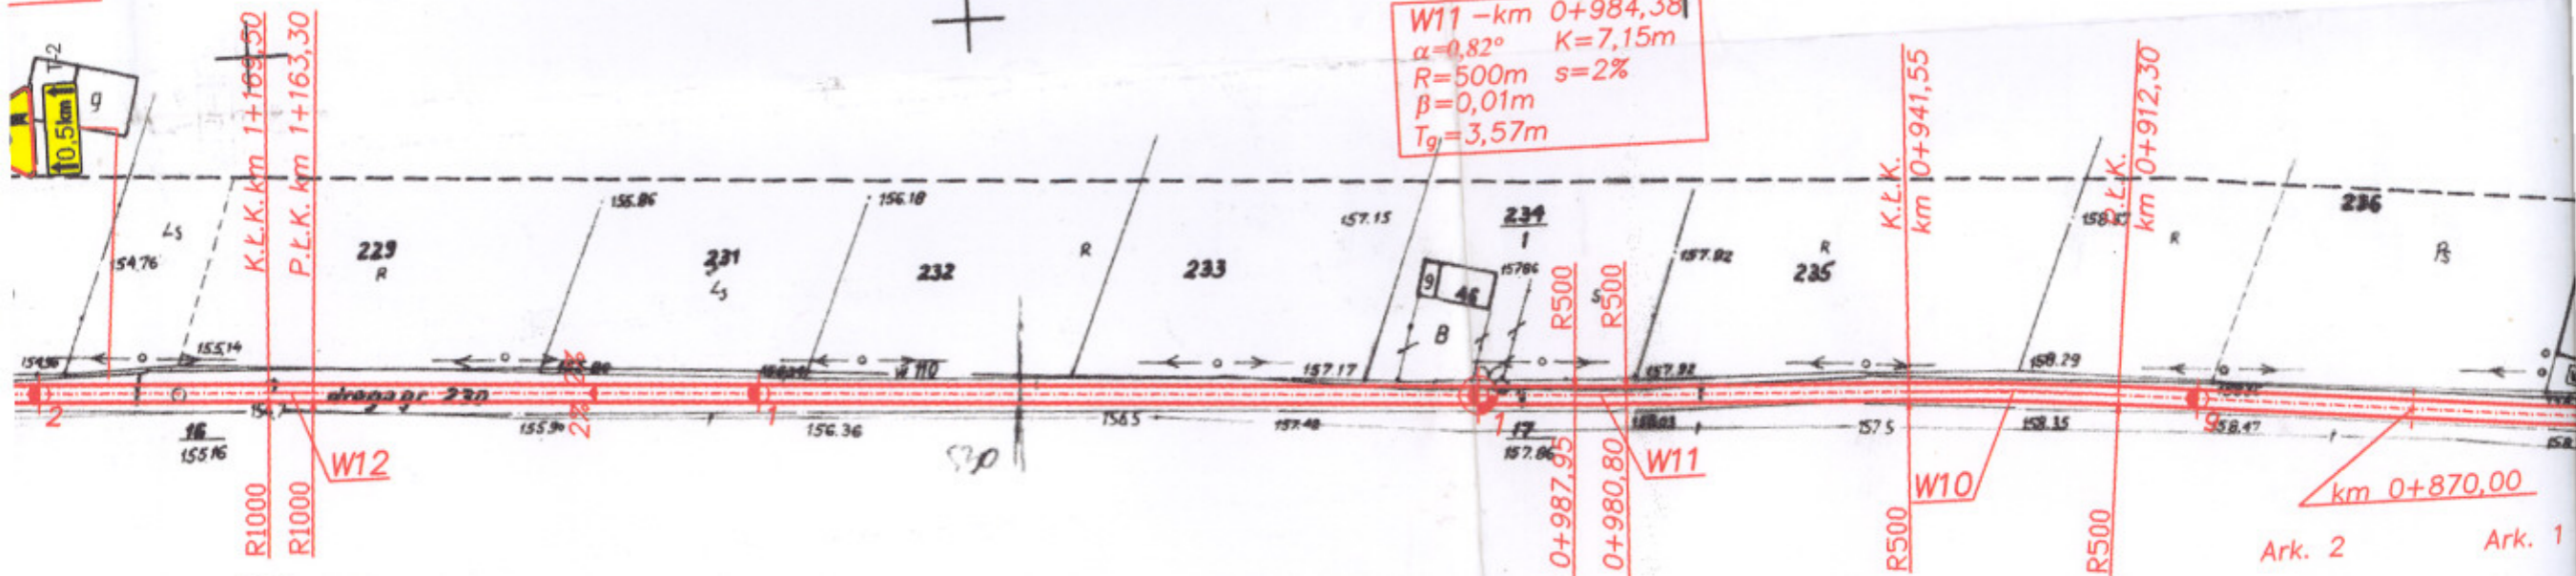 W11 -km 0+984,38
α=0,82° K=7,15m
R=500m s=2%
β=0,01m
Tg=3,57m
T-2
g
0,5km
K.Ł.K. km 1+169,50
P.Ł.K. km 1+163,30
K.Ł.K.
km 0+941,55
P.Ł.K.
km 0+912,30
155.86
156.18
157.15
234
1
236
Ls
154.76
229
R
231
Ls
232
R
233
157.92
R
235
R
Ps
g
46
B
R500
R500
155.14
157.17
157.92
158.29
2
2%
1
1
9
16
155.16
155.9
156.36
156.5
157.48
17
157.86
157.5
158.35
158.47
W12
W11
W10
km 0+870,00
R1000
R1000
0+987,95
0+980,80
R500
R500
Ark. 2
Ark. 1